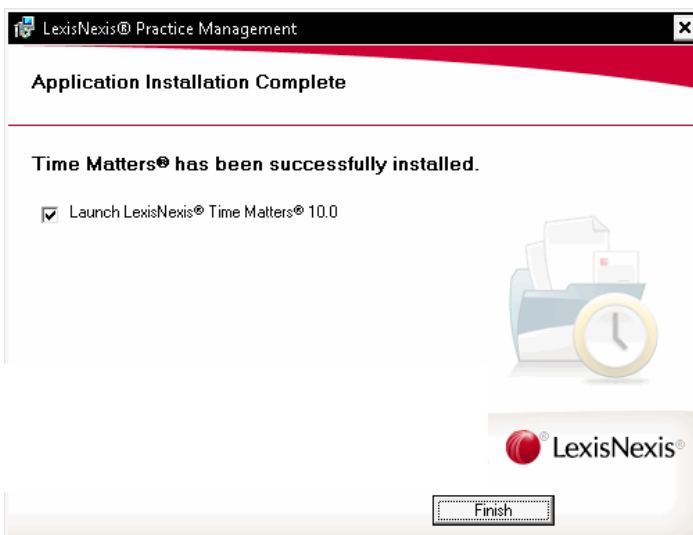 LexisNexis® Practice Management
Application Installation Complete
Time Matters® has been successfully installed.
Launch LexisNexis® Time Matters® 10.0
® LexisNexis®
Finish